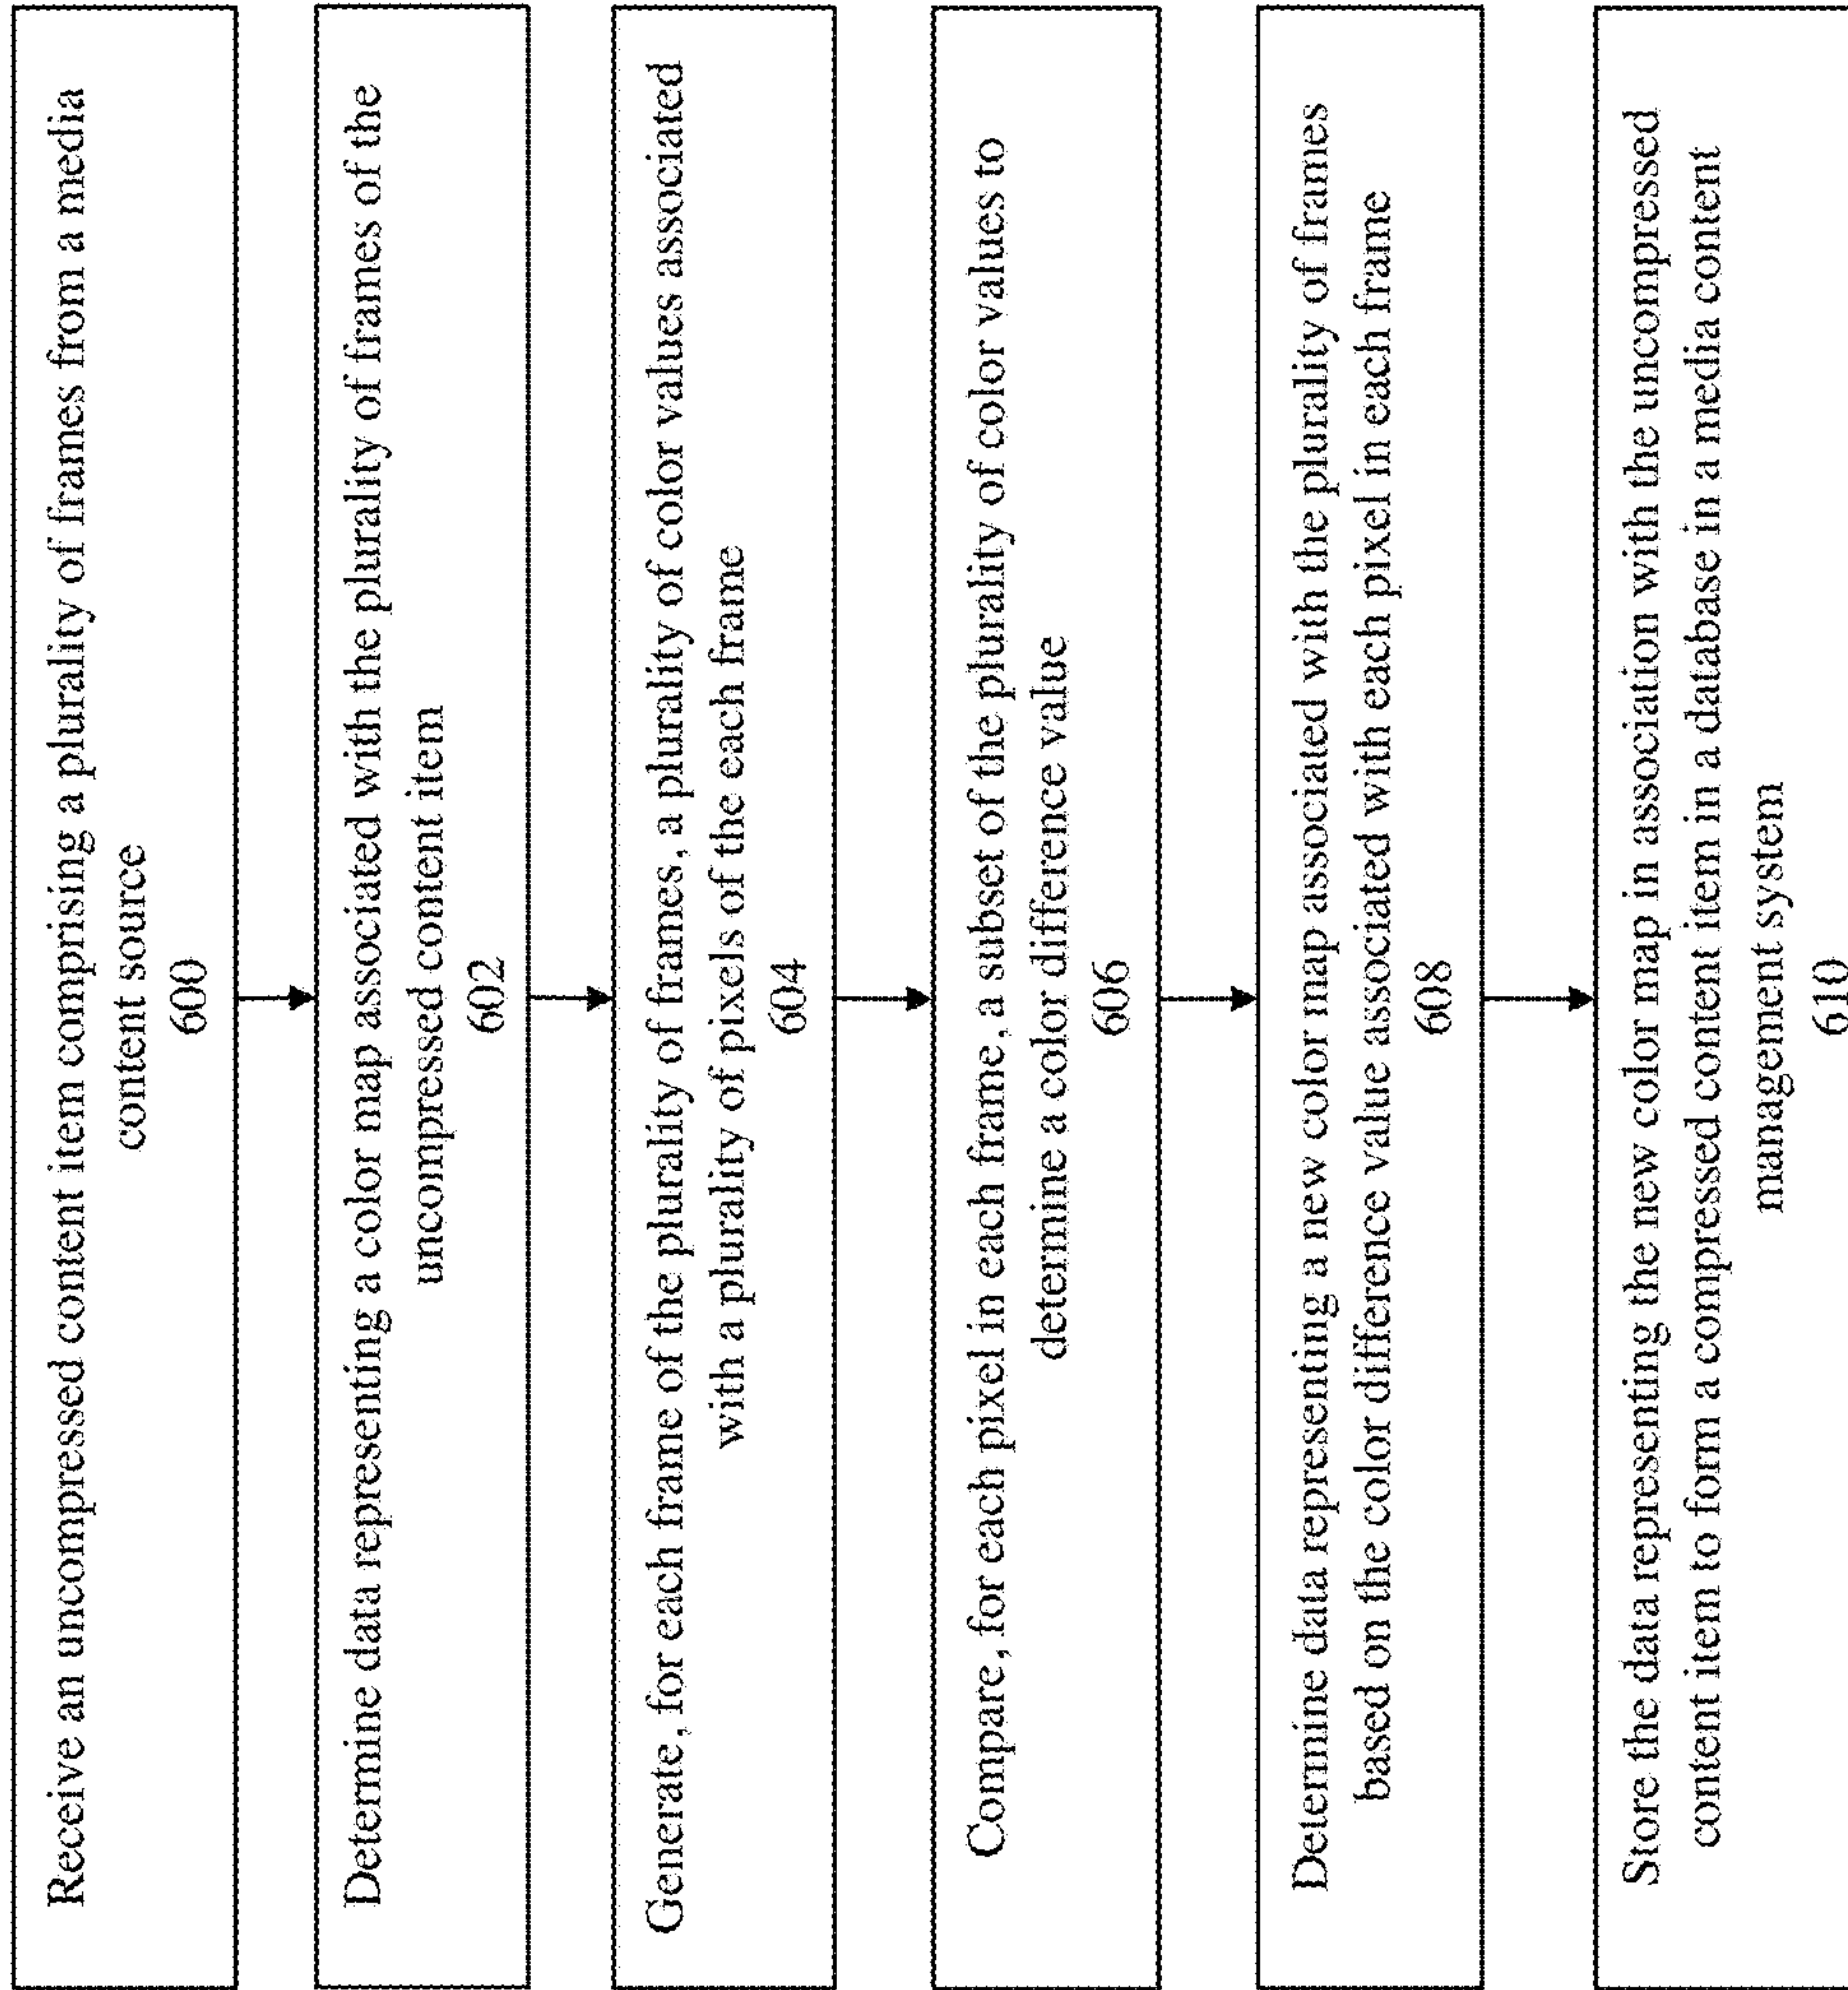 Receive an uncompressed content item comprising a plurality of frames from a media
content source
600
Determine data representing a color map associated with the plurality of frames of the
uncompressed content item
602
Generate, for each frame of the plurality of frames, a plurality of color values associated
with a plurality of pixels of the each frame
604
Compare, for each pixel in each frame, a subset of the plurality of color values to
determine a color difference value
606
Determine data representing a new color map associated with the plurality of frames
based on the color difference value associated with each pixel in each frame
608
Store the data representing the new color map in association with the uncompressed
content item to form a compressed content item in a database in a media content
management system
610